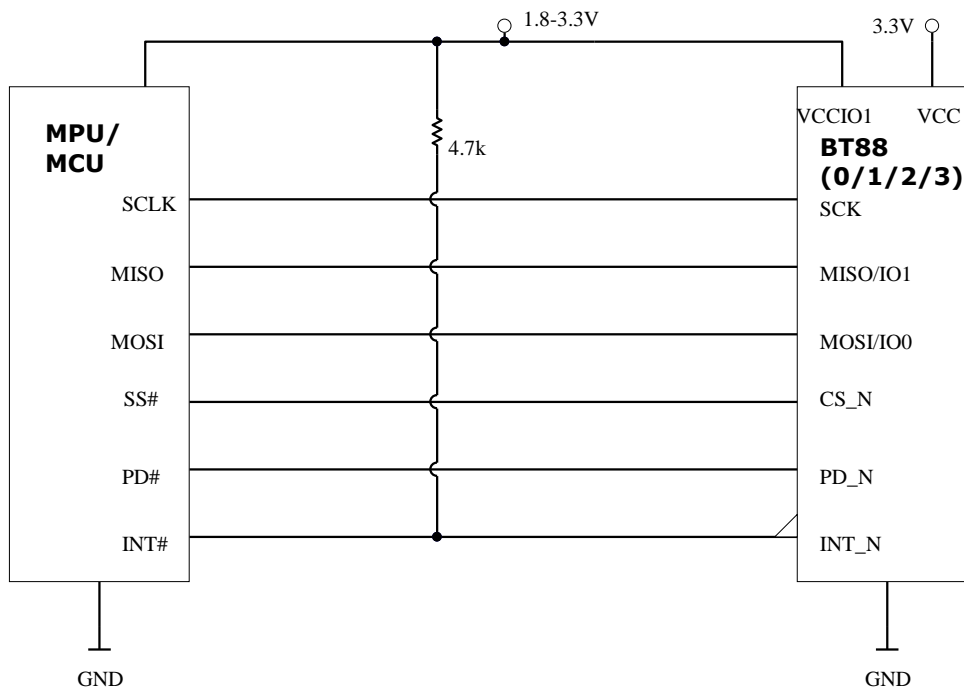 1.8-3.3V
3.3V
MPU/
MCU
4.7k
VCCIO1
VCC
BT88
(0/1/2/3)
SCLK
SCK
MISO
MISO/IO1
MOSI
MOSI/IO0
SS#
CS_N
PD#
PD_N
INT#
INT_N
GND
GND